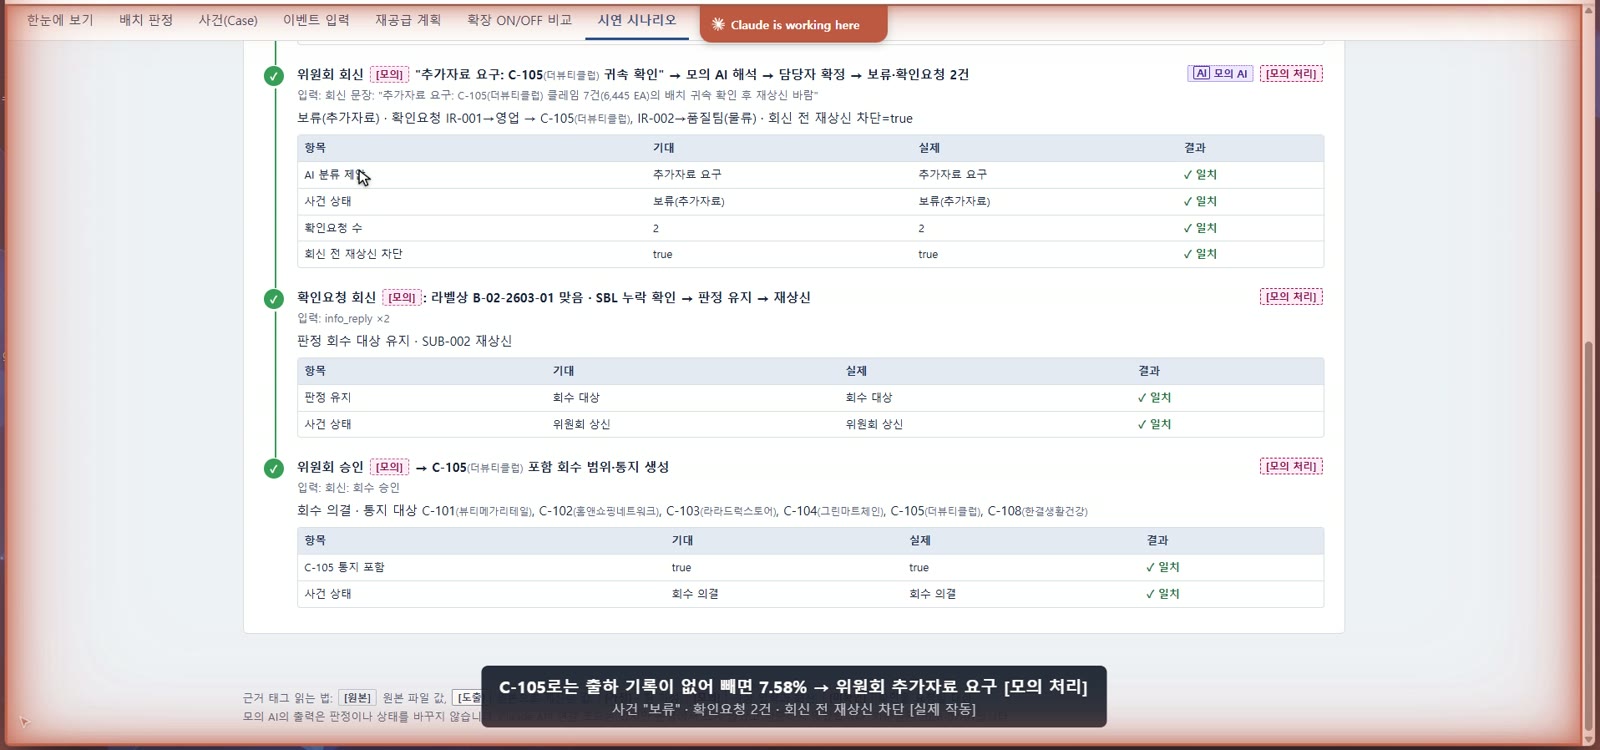 한눈에 보기 배치 판정 사건(Case) 이벤트 입력 재공급 계획 확장 ON/OFF 비교 시연 시나리오
Claude is working here
위원회 회신 [모의] "추가자료 요구: C-105(더뷰티클럽) 귀속 확인" → 모의 AI 해석 → 담당자 확정 → 보류·확인요청 2건 AI 모의 AI [모의 처리]
입력: 회신 문장: "추가자료 요구: C-105(더뷰티클럽) 클레임 7건(6,445 EA)의 배치 귀속 확인 후 재상신 바람"
보류(추가자료) · 확인요청 IR-001→영업 → C-105(더뷰티클럽), IR-002→품질팀(물류) · 회신 전 재상신 차단=true
항목 기대 실제 결과
AI 분류 추가자료 요구 추가자료 요구 ✓ 일치
사건 상태 보류(추가자료) 보류(추가자료) ✓ 일치
확인요청 수 2 2 ✓ 일치
회신 전 재상신 차단 true true ✓ 일치
확인요청 회신 [모의]: 라벨상 B-02-2603-01 맞음 · SBL 누락 확인 → 판정 유지 → 재상신 [모의 처리]
입력: info_reply ×2
판정 회수 대상 유지 · SUB-002 재상신
항목 기대 실제 결과
판정 유지 회수 대상 회수 대상 ✓ 일치
사건 상태 위원회 상신 위원회 상신 ✓ 일치
위원회 승인 [모의] → C-105(더뷰티클럽) 포함 회수 범위·통지 생성 [모의 처리]
입력: 회신: 회수 승인
회수 의결 · 통지 대상 C-101(뷰티메가리테일), C-102(홈앤쇼핑네트워크), C-103(라라드럭스토어), C-104(그린마트체인), C-105(더뷰티클럽), C-108(한결생활건강)
항목 기대 실제 결과
C-105 통지 포함 true true ✓ 일치
사건 상태 회수 의결 회수 의결 ✓ 일치
근거 태그 읽는 법: [원본] 원본 파일 값,
모의 AI의 출력은 판정이나 상태를 바꾸지
C-105로는 출하 기록이 없어 빼면 7.58% → 위원회 추가자료 요구 [모의 처리]
사건 "보류" · 확인요청 2건 · 회신 전 재상신 차단 [실제 작동]